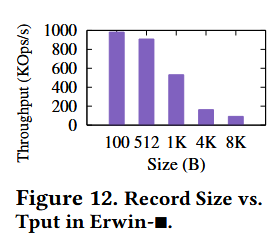 Throughput (KOps/s)
1000
800
600
400
200
0
100 512 1K 4K 8K
Size (B)
Figure 12. Record Size vs.
Tput in Erwin-■.